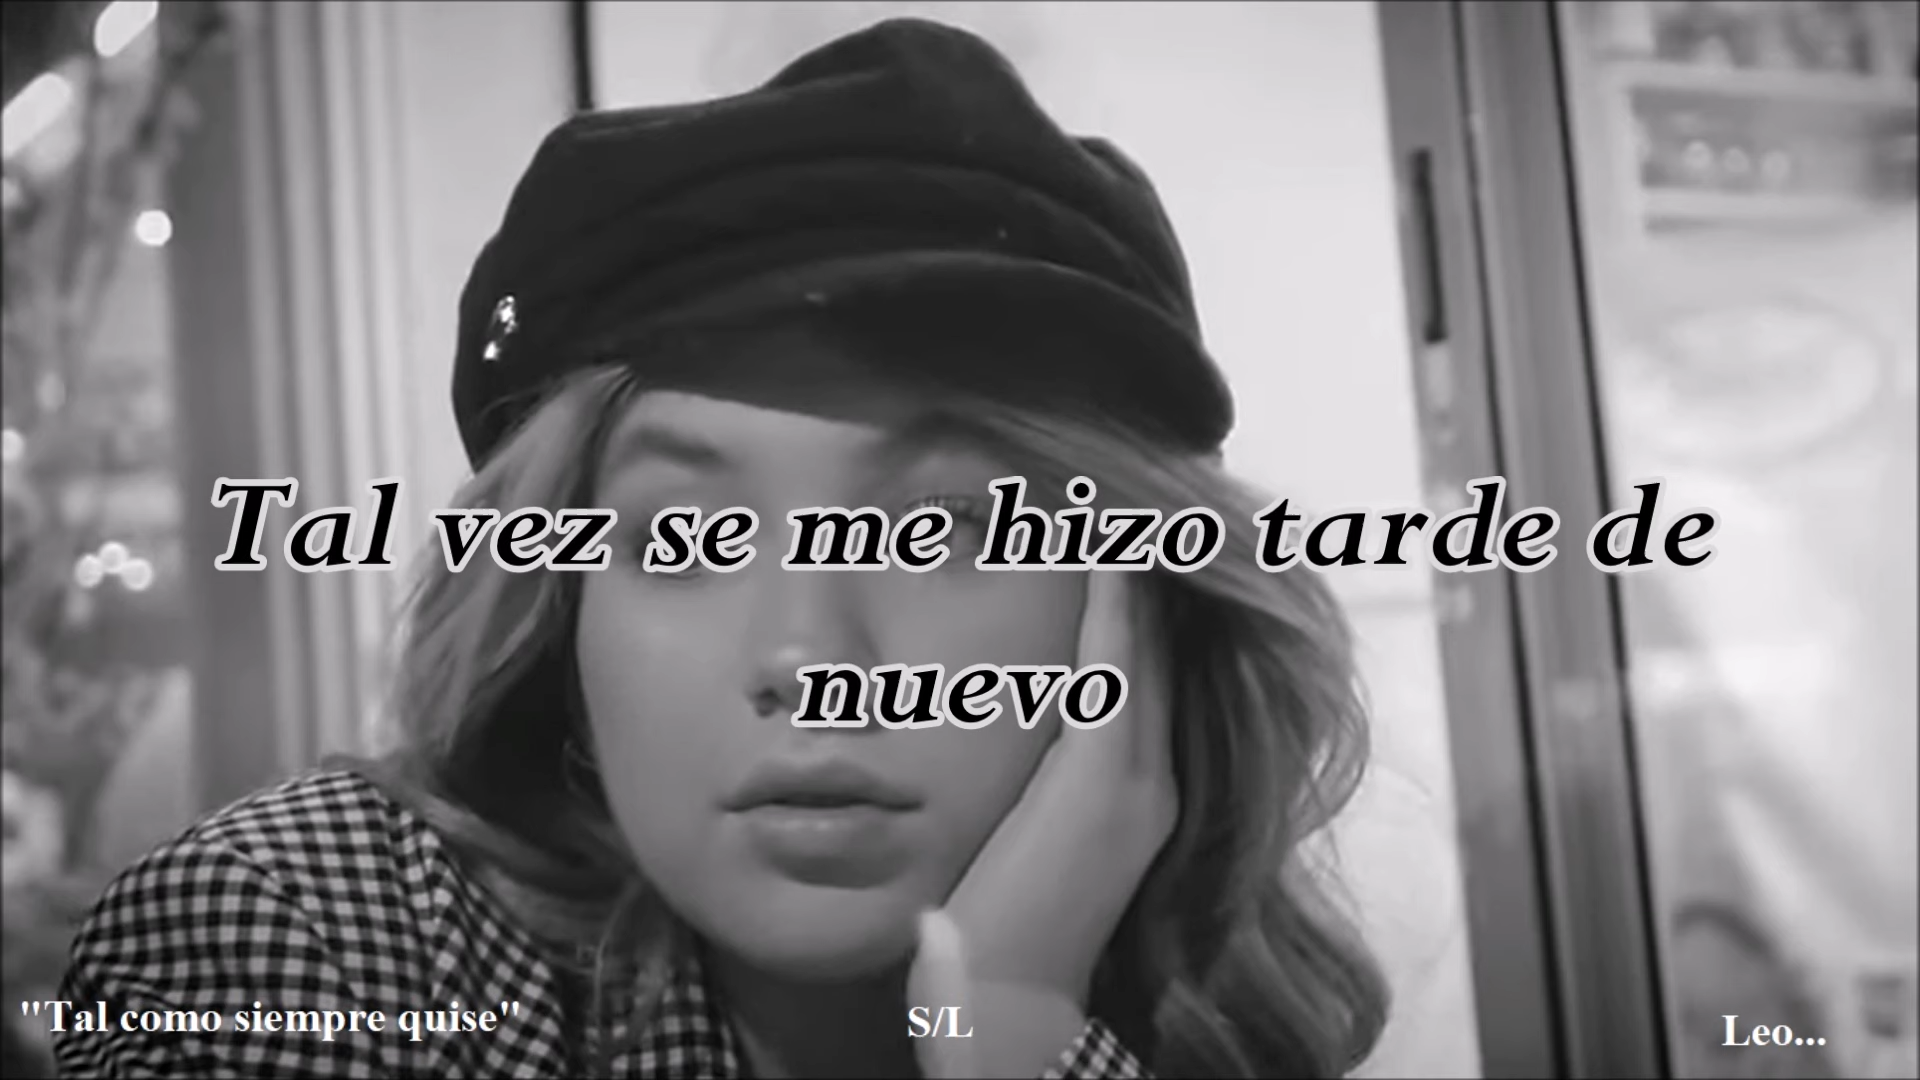 Tal vez se me hizo tarde de
nuevo
"Tal como siempre quise"
S/L
Leo...